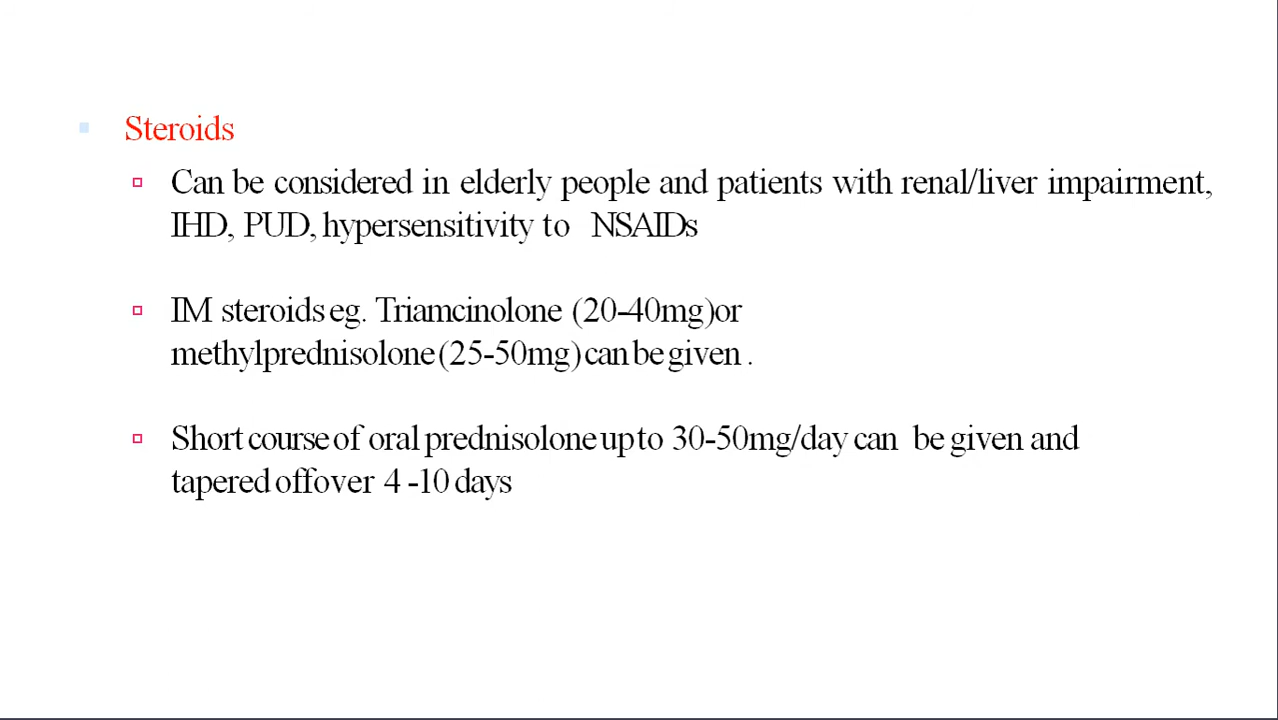 Steroids
Can be considered in elderly people and patients with renal/liver impairment,
IHD, PUD, hypersensitivity to NSAIDs
IM steroids eg. Triamcinolone (20-40mg)or
methylprednisolone (25-50mg) can be given .
Short course of oral prednisolone up to 30-50mg/day can be given and
tapered off over 4 -10 days